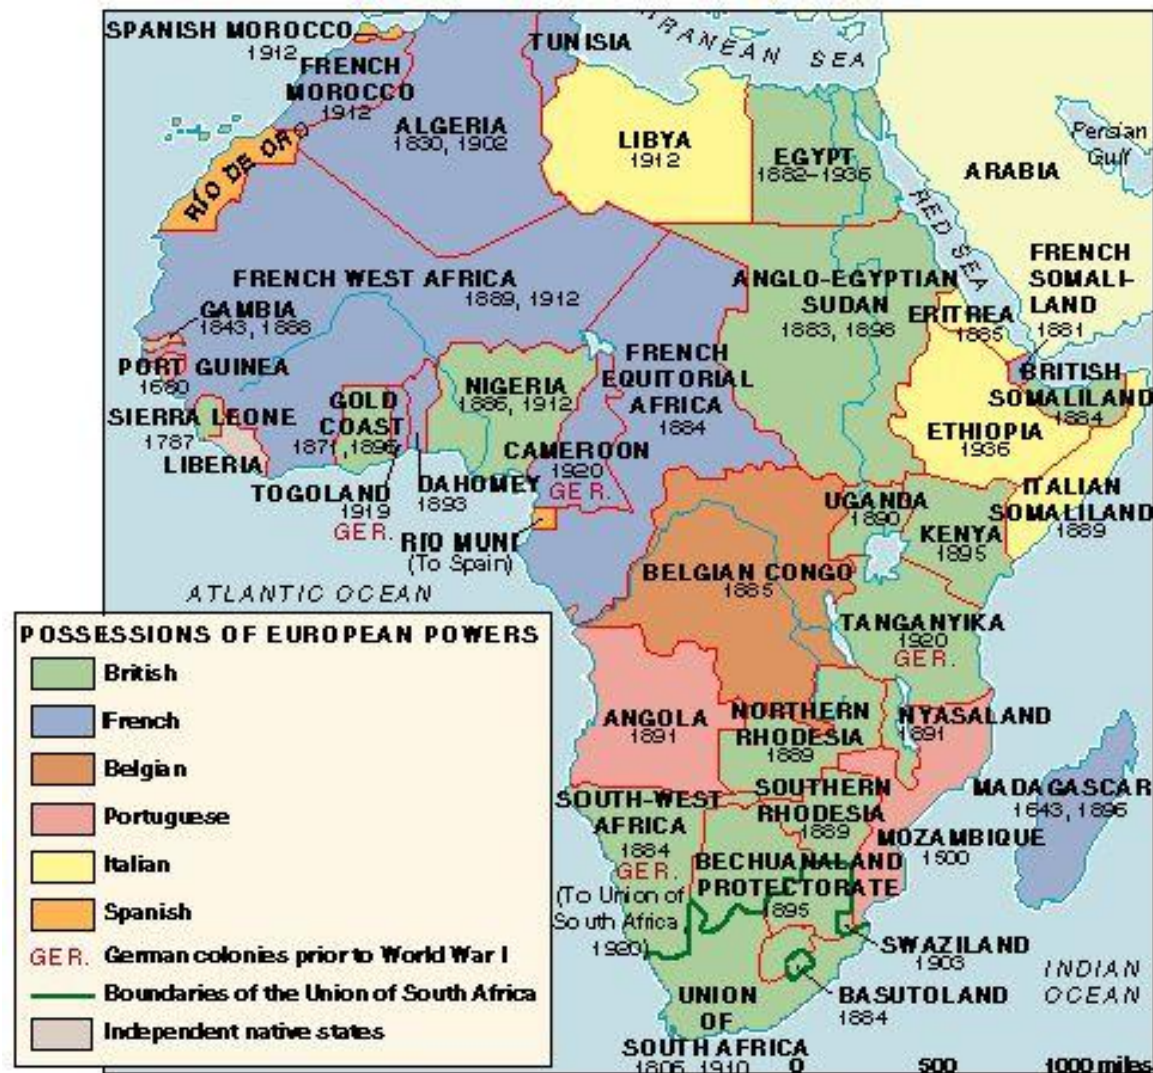 SPANISH MOROCCO
1912
FRENCH
MOROCCO
1912
TUNISIA
RANEAN SEA
ALGERIA
1830, 1902
LIBYA
1912
EGYPT
1882–1936
Persian
Gulf
ARABIA
RED SEA
RÍO DE ORO
FRENCH WEST AFRICA
1889, 1912
ANGLO-EGYPTIAN
SUDAN
1883, 1898
FRENCH
SOMALI-
LAND
1881
ERITREA
1885
GAMBIA
1843, 1888
PORT GUINEA
1680
SIERRA LEONE
1787
LIBERIA
GOLD
COAST
1871, 1896
NIGERIA
1886, 1912
FRENCH
EQUITORIAL
AFRICA
1884
BRITISH
SOMALILAND
1884
ETHIOPIA
1936
CAMEROON
1920
GER.
TOGOLAND
1919
GER.
DAHOMEY
1893
RÍO MUNI
(To Spain)
UGANDA
1890
KENYA
1895
ITALIAN
SOMALILAND
1889
BELGIAN CONGO
1885
ATLANTIC OCEAN
TANGANYIKA
1920
GER.
POSSESSIONS OF EUROPEAN POWERS
British
French
Belgian
Portuguese
Italian
Spanish
GER. German colonies prior to World War I
Boundaries of the Union of South Africa
Independent native states
ANGOLA
1891
NORTHERN
RHODESIA
1889
NYASALAND
1891
SOUTH-WEST
AFRICA
1884
GER.
(To Union of
South Africa
1920)
SOUTHERN
RHODESIA
1889
MADAGASCAR
1643, 1896
MOZAMBIQUE
1500
BECHUANALAND
PROTECTORATE
1895
SWAZILAND
1903
BASUTOLAND
1884
INDIAN
OCEAN
UNION OF
SOUTH AFRICA
1806, 1910
0 500 1000 miles